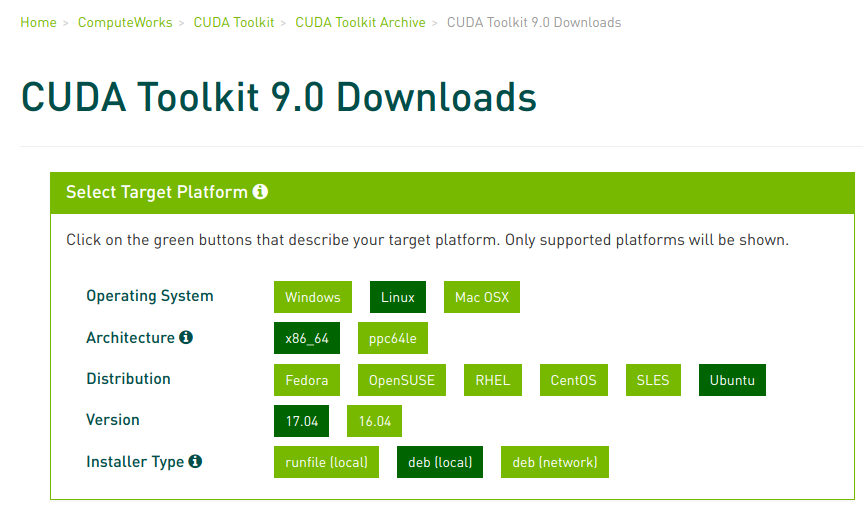 Home > ComputeWorks > CUDA Toolkit > CUDA Toolkit Archive > CUDA Toolkit 9.0 Downloads
CUDA Toolkit 9.0 Downloads
Select Target Platform
Click on the green buttons that describe your target platform. Only supported platforms will be shown.
Operating System Windows Linux Mac OSX
Architecture x86_64 ppc64le
Distribution Fedora OpenSUSE RHEL CentOS SLES Ubuntu
Version 17.04 16.04
Installer Type runfile (local) deb (local) deb (network)